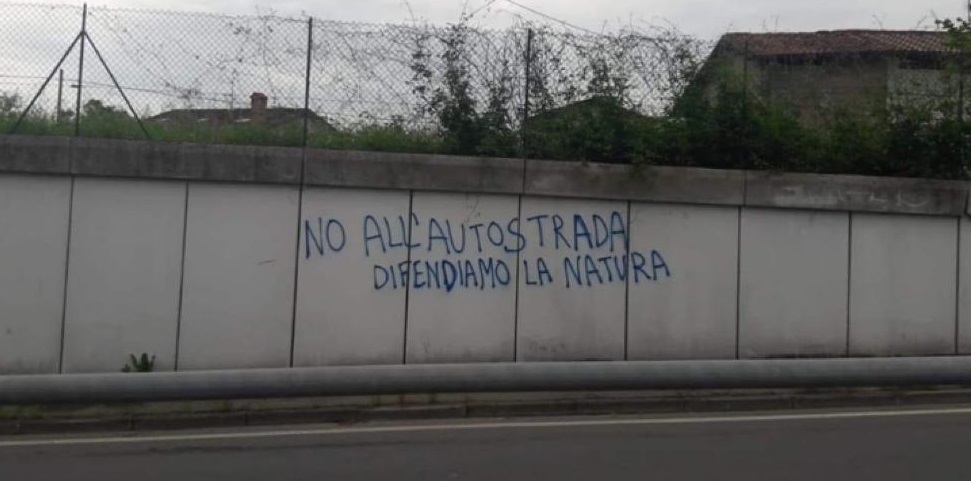 NO ALL'AUTOSTRADA
DIFENDIAMO LA NATURA